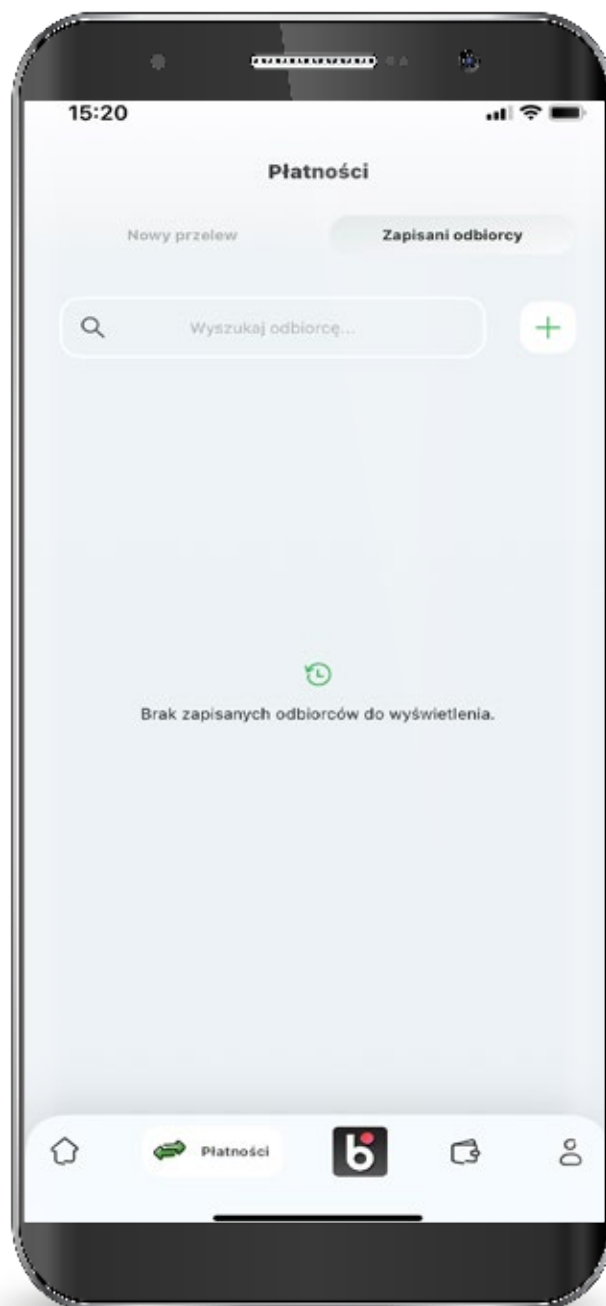 15:20
Płatności
Nowy przelew
Zapisani odbiorcy
Wyszukaj odbiorcę...
Brak zapisanych odbiorców do wyświetlenia.
Płatności